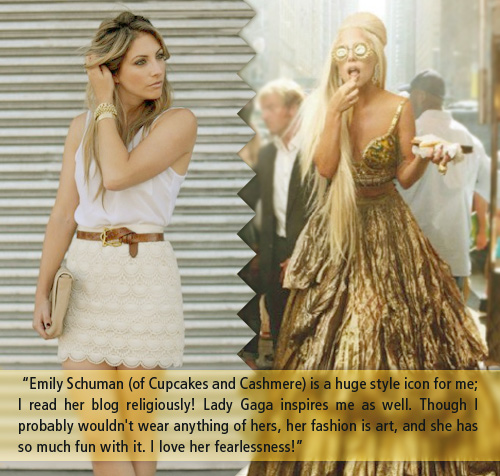 “Emily Schuman (of Cupcakes and Cashmere) is a huge style icon for me;
I read her blog religiously! Lady Gaga inspires me as well. Though I
probably wouldn't wear anything of hers, her fashion is art, and she has
so much fun with it. I love her fearlessness!”